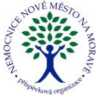 NEMOCNICE NOVÉ MĚSTO NA MORAVĚ
příspěvková organizace